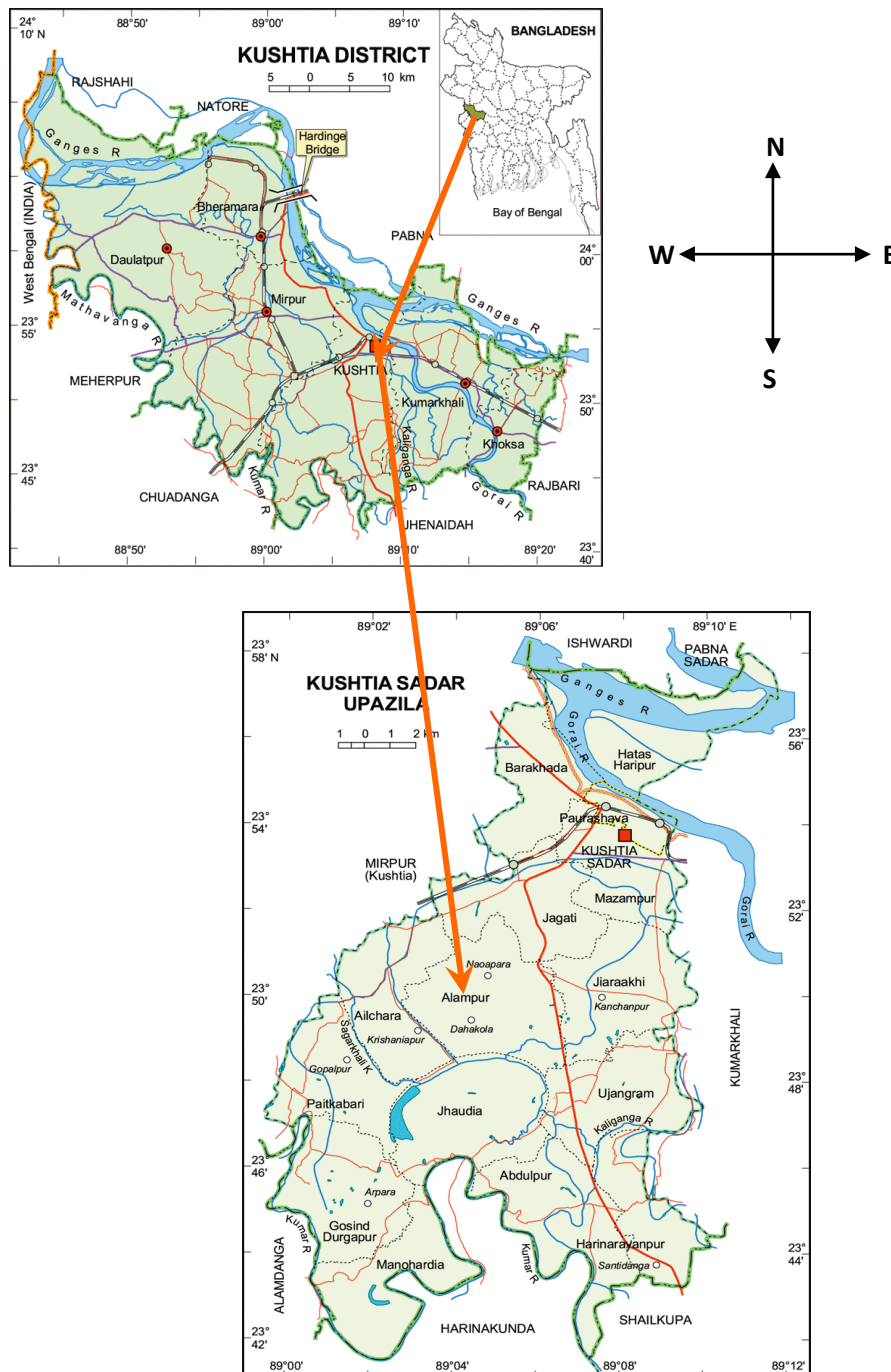 24°
10' N
88°50'
89°00'
89°10'
BANGLADESH
Bay of Bengal
KUSHTIA DISTRICT
5 0 10 km
RAJSHAHI
NATORE
Ganges R
Hardinge
Bridge
Bheramara
PABNA
24°
00'
West Bengal (INDIA)
Daulatpur
Mathavanga R
Mirpur
Ganges R
23°
55'
MEHERPUR
KUSHTIA
Kumarkhali
23°
50'
Khoksa
Kaliganga R
23°
45'
CHUADANGA
Kumar R
Gorai R
RAJBARI
JHENAIDAH
23°
40'
88°50'
89°00'
89°10'
89°20'
N
W
E
S
89°02'
89°06'
89°10' E
23°
58' N
ISHWARDI
PABNA
SADAR
KUSHTIA SADAR
UPAZILA
1 0 2 km
Ganges R
Gorai R
23°
56'
Hatas
Haripur
Barakhada
23°
54'
Paurashava
KUSHTIA
SADAR
MIRPUR
(Kushtia)
Mazampur
23°
52'
Jagati
Gorai R
Naoapara
Jiaraakhi
23°
50'
Alampur
Kanchanpur
Ailchara
Dahakola
Krishaniapur
Sagarkhali K
Gopalpur
KUMARKHALI
23°
48'
Ujangram
Paitkabari
Jhaudia
Kaliganga R
23°
46'
Abdulpur
Arpara
Gosind
Durgapur
Kumar R
Harinarayanpur
23°
44'
Manohardia
Kumar R
Santidanga
ALAMDANGA
23°
42'
HARINAKUNDA
SHAILKUPA
89°00'
89°04'
89°08'
89°12'